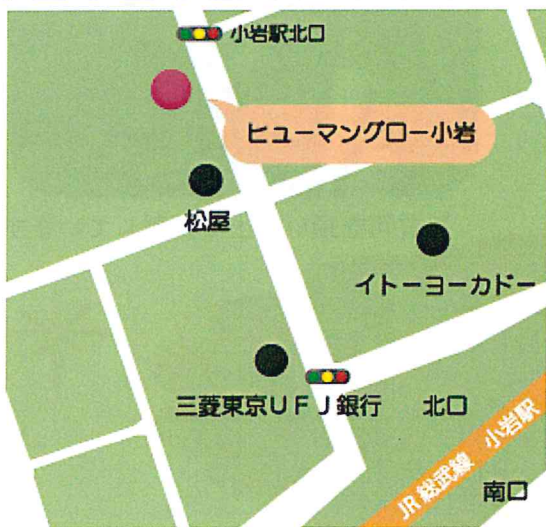 小岩駅北口
ヒューマングロー小岩
松屋
イトーヨーカドー
三菱東京UFJ銀行
北口
JR 総武線 小岩駅
南口